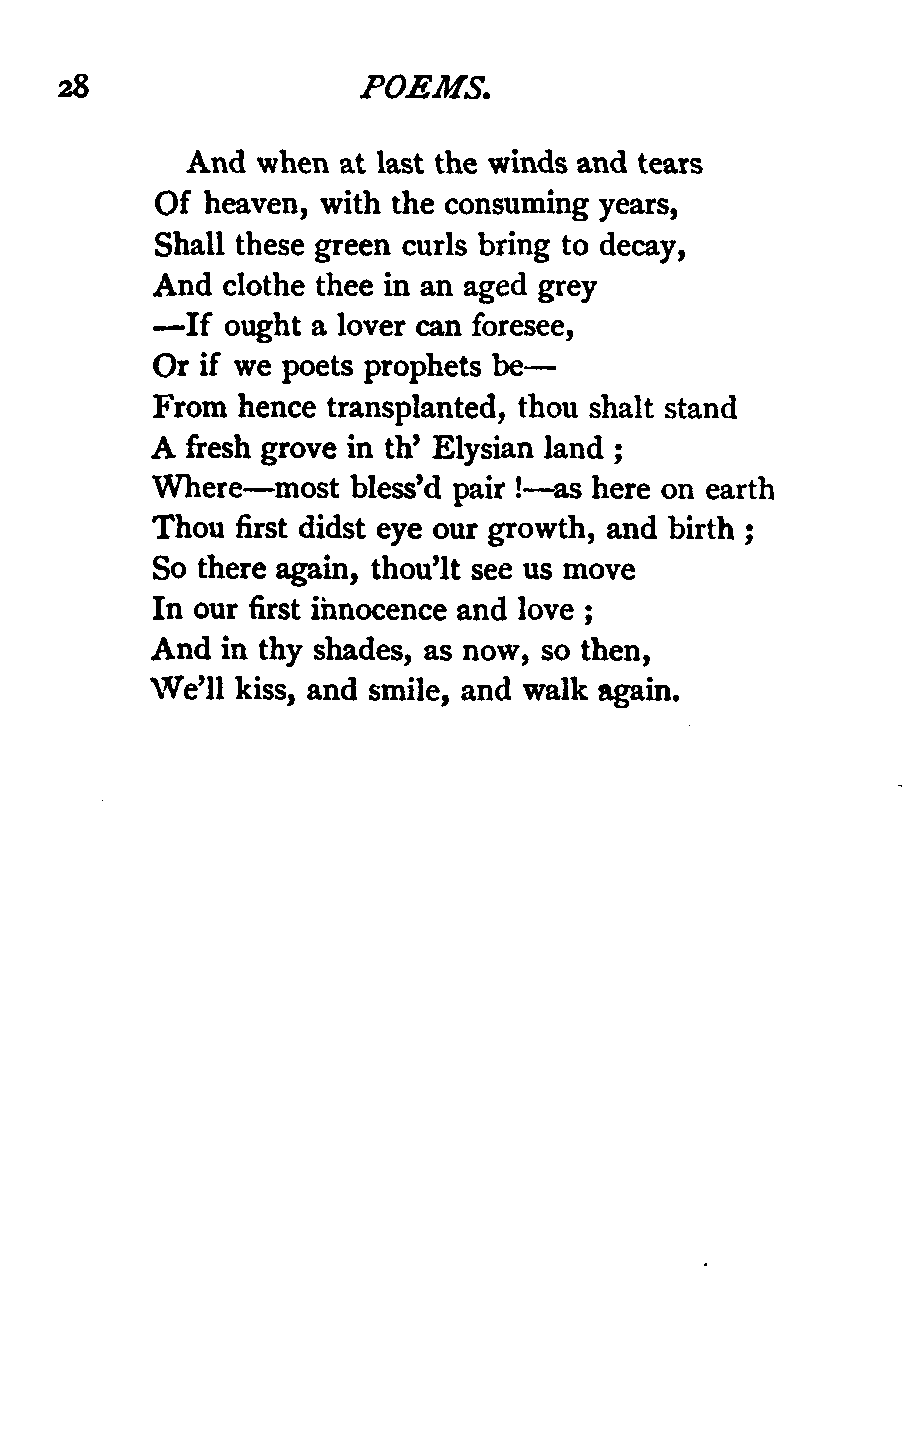 28 POEMS.
And when at last the winds and tears
Of heaven, with the consuming years,
Shall these green curls bring to decay,
And clothe thee in an aged grey
—If ought a lover can foresee,
Or if we poets prophets be—
From hence transplanted, thou shalt stand
A fresh grove in th' Elysian land ;
Where—most bless'd pair !—as here on earth
Thou first didst eye our growth, and birth ;
So there again, thou'lt see us move
In our first innocence and love ;
And in thy shades, as now, so then,
We'll kiss, and smile, and walk again.